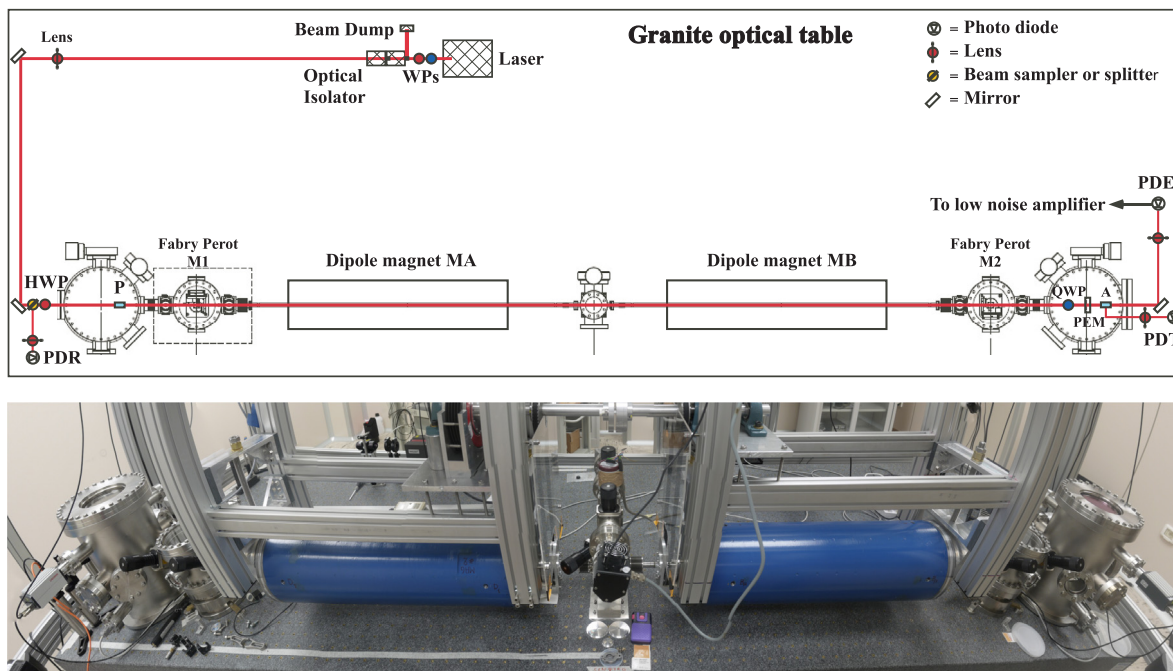 Beam Dump
Granite optical table
= Photo diode
= Lens
= Beam sampler or splitter
= Mirror
Lens
Optical
Isolator
WPs
Laser
PDE
To low noise amplifier
Fabry Perot
M1
Dipole magnet MA
Dipole magnet MB
Fabry Perot
M2
HWP
P
QWP
A
PEM
PDT
PDR